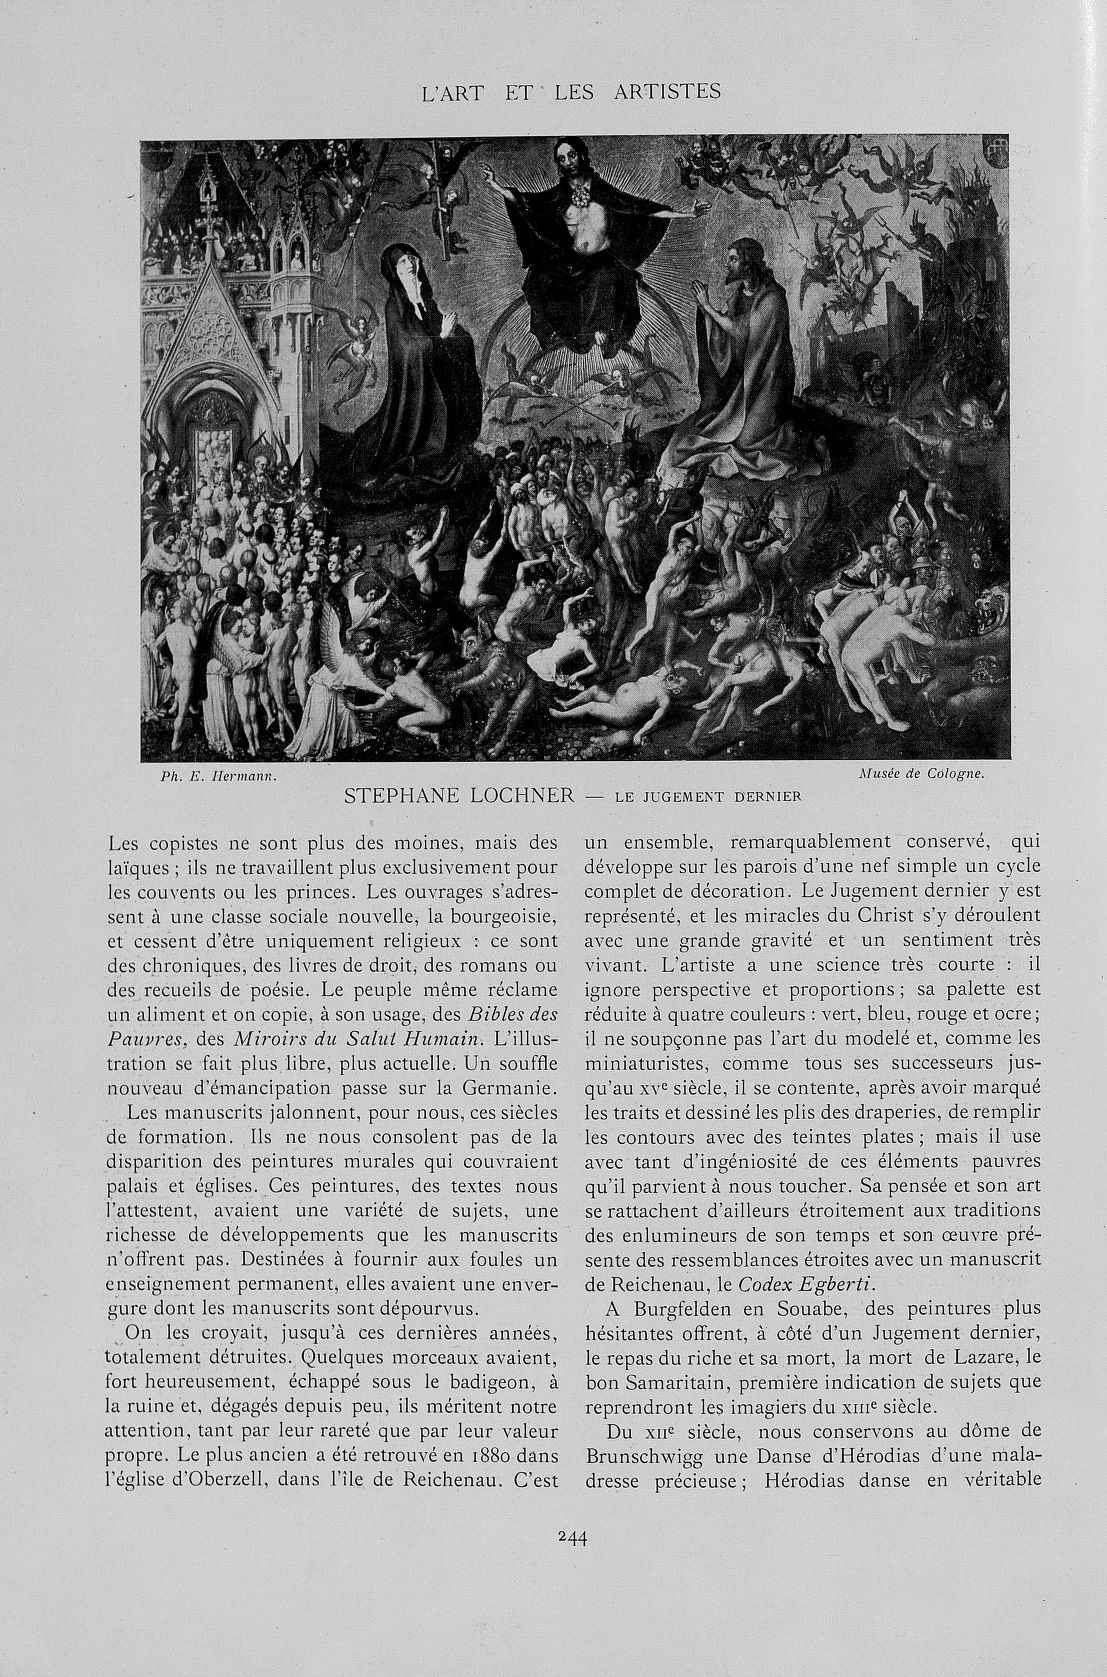 L'ART ET LES ARTISTES
Ph. E. Hermann.
Musée de Cologne.
STEPHANE LOCHNER — LE JUGEMENT DERNIER
Les copistes ne sont plus des moines, mais des
laïques ; ils ne travaillent plus exclusivement pour
les couvents ou les princes. Les ouvrages s'adres-
sent à une classe sociale nouvelle, la bourgeoisie,
et cessent d'être uniquement religieux : ce sont
des chroniques, des livres de droit, des romans ou
des recueils de poésie. Le peuple même réclame
un aliment et on copie, à son usage, des Bibles des
Pauvres, des Miroirs du Salut Humain. L'illus-
tration se fait plus libre, plus actuelle. Un souffle
nouveau d'émancipation passe sur la Germanie.
Les manuscrits jalonnent, pour nous, ces siècles
de formation. Ils ne nous consolent pas de la
disparition des peintures murales qui couvraient
palais et églises. Ces peintures, des textes nous
l'attestent, avaient une variété de sujets, une
richesse de développements que les manuscrits
n'offrent pas. Destinées à fournir aux foules un
enseignement permanent, elles avaient une enver-
gure dont les manuscrits sont dépourvus.
On les croyait, jusqu'à ces dernières années,
totalement détruites. Quelques morceaux avaient,
fort heureusement, échappé sous le badigeon, à
la ruine et, dégagés depuis peu, ils méritent notre
attention, tant par leur rareté que par leur valeur
propre. Le plus ancien a été retrouvé en 1880 dans
l'église d'Oberzell, dans l'île de Reichenau. C'est
un ensemble, remarquablement conservé, qui
développe sur les parois d'une nef simple un cycle
complet de décoration. Le Jugement dernier y est
représenté, et les miracles du Christ s'y déroulent
avec une grande gravité et un sentiment très
vivant. L'artiste a une science très courte : il
ignore perspective et proportions ; sa palette est
réduite à quatre couleurs : vert, bleu, rouge et ocre ;
il ne soupçonne pas l'art du modelé et, comme les
miniaturistes, comme tous ses successeurs jus-
qu'au XVe siècle, il se contente, après avoir marqué
les traits et dessiné les plis des draperies, de remplir
les contours avec des teintes plates ; mais il use
avec tant d'ingéniosité de ces éléments pauvres
qu'il parvient à nous toucher. Sa pensée et son art
se rattachent d'ailleurs étroitement aux traditions
des enlumineurs de son temps et son œuvre pré-
sente des ressemblances étroites avec un manuscrit
de Reichenau, le Codex Egberti.
A Burgfelden en Souabe, des peintures plus
hésitantes offrent, à côté d'un Jugement dernier,
le repas du riche et sa mort, la mort de Lazare, le
bon Samaritain, première indication de sujets que
reprendront les imagiers du XIIIe siècle.
Du XIIe siècle, nous conservons au dôme de
Brunschwigg une Danse d'Hérodias d'une mala-
dresse précieuse ; Hérodias danse en véritable
244